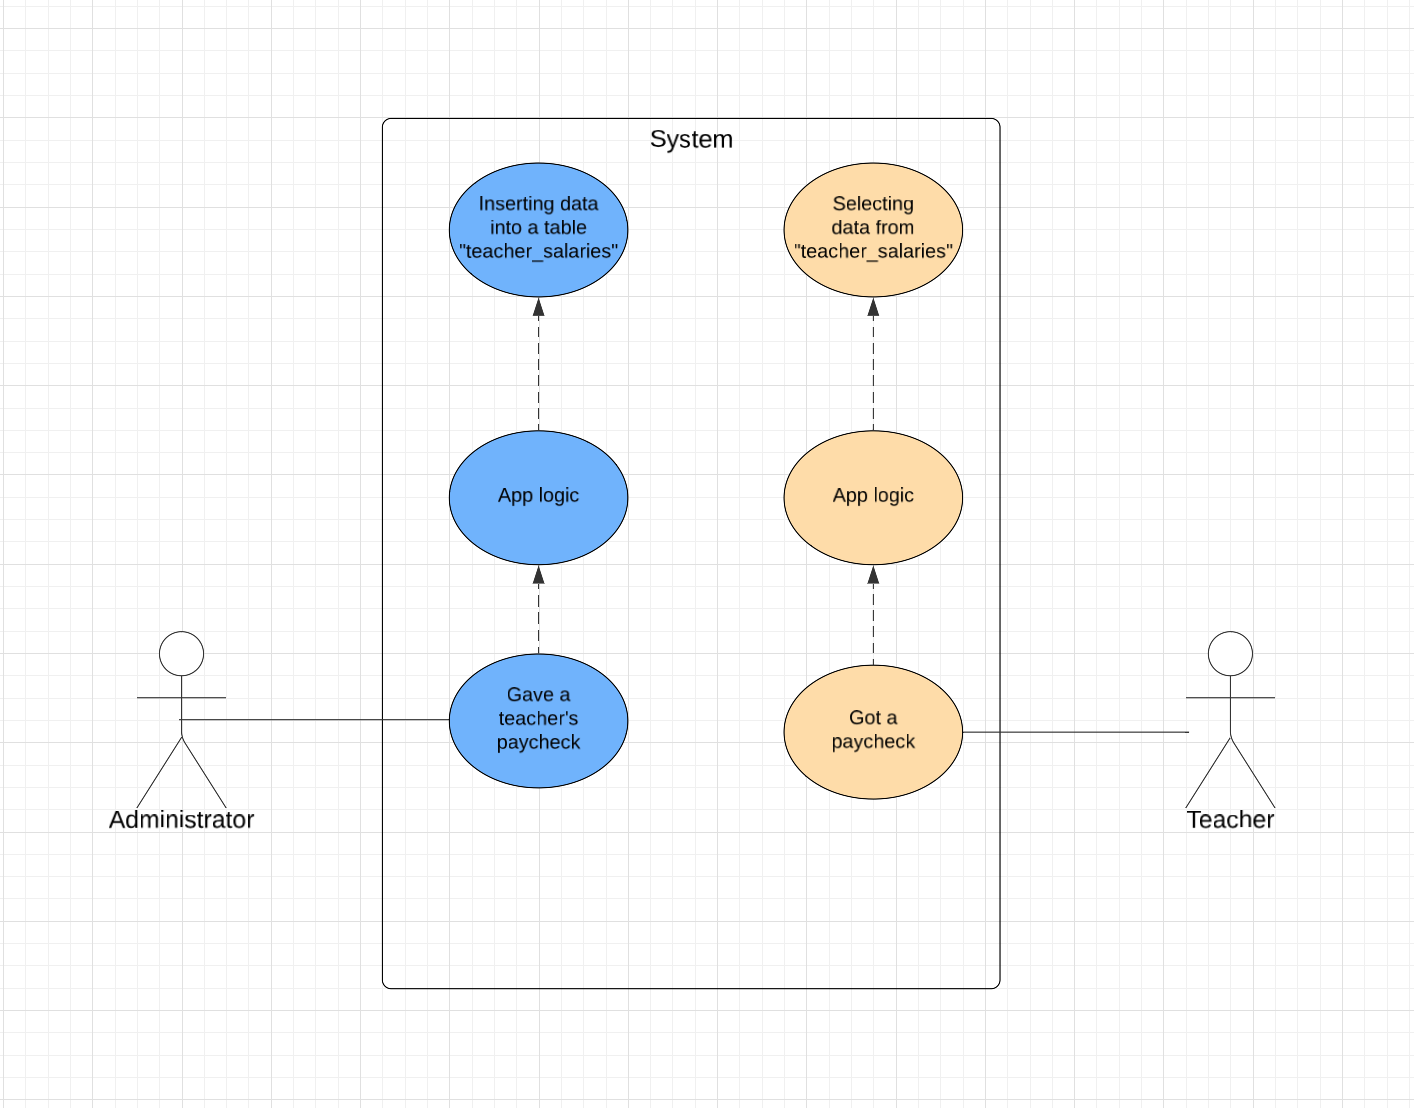 System
Inserting data
into a table
"teacher_salaries"
Selecting
data from
"teacher_salaries"
App logic
App logic
Gave a
teacher's
paycheck
Got a
paycheck
Administrator
Teacher